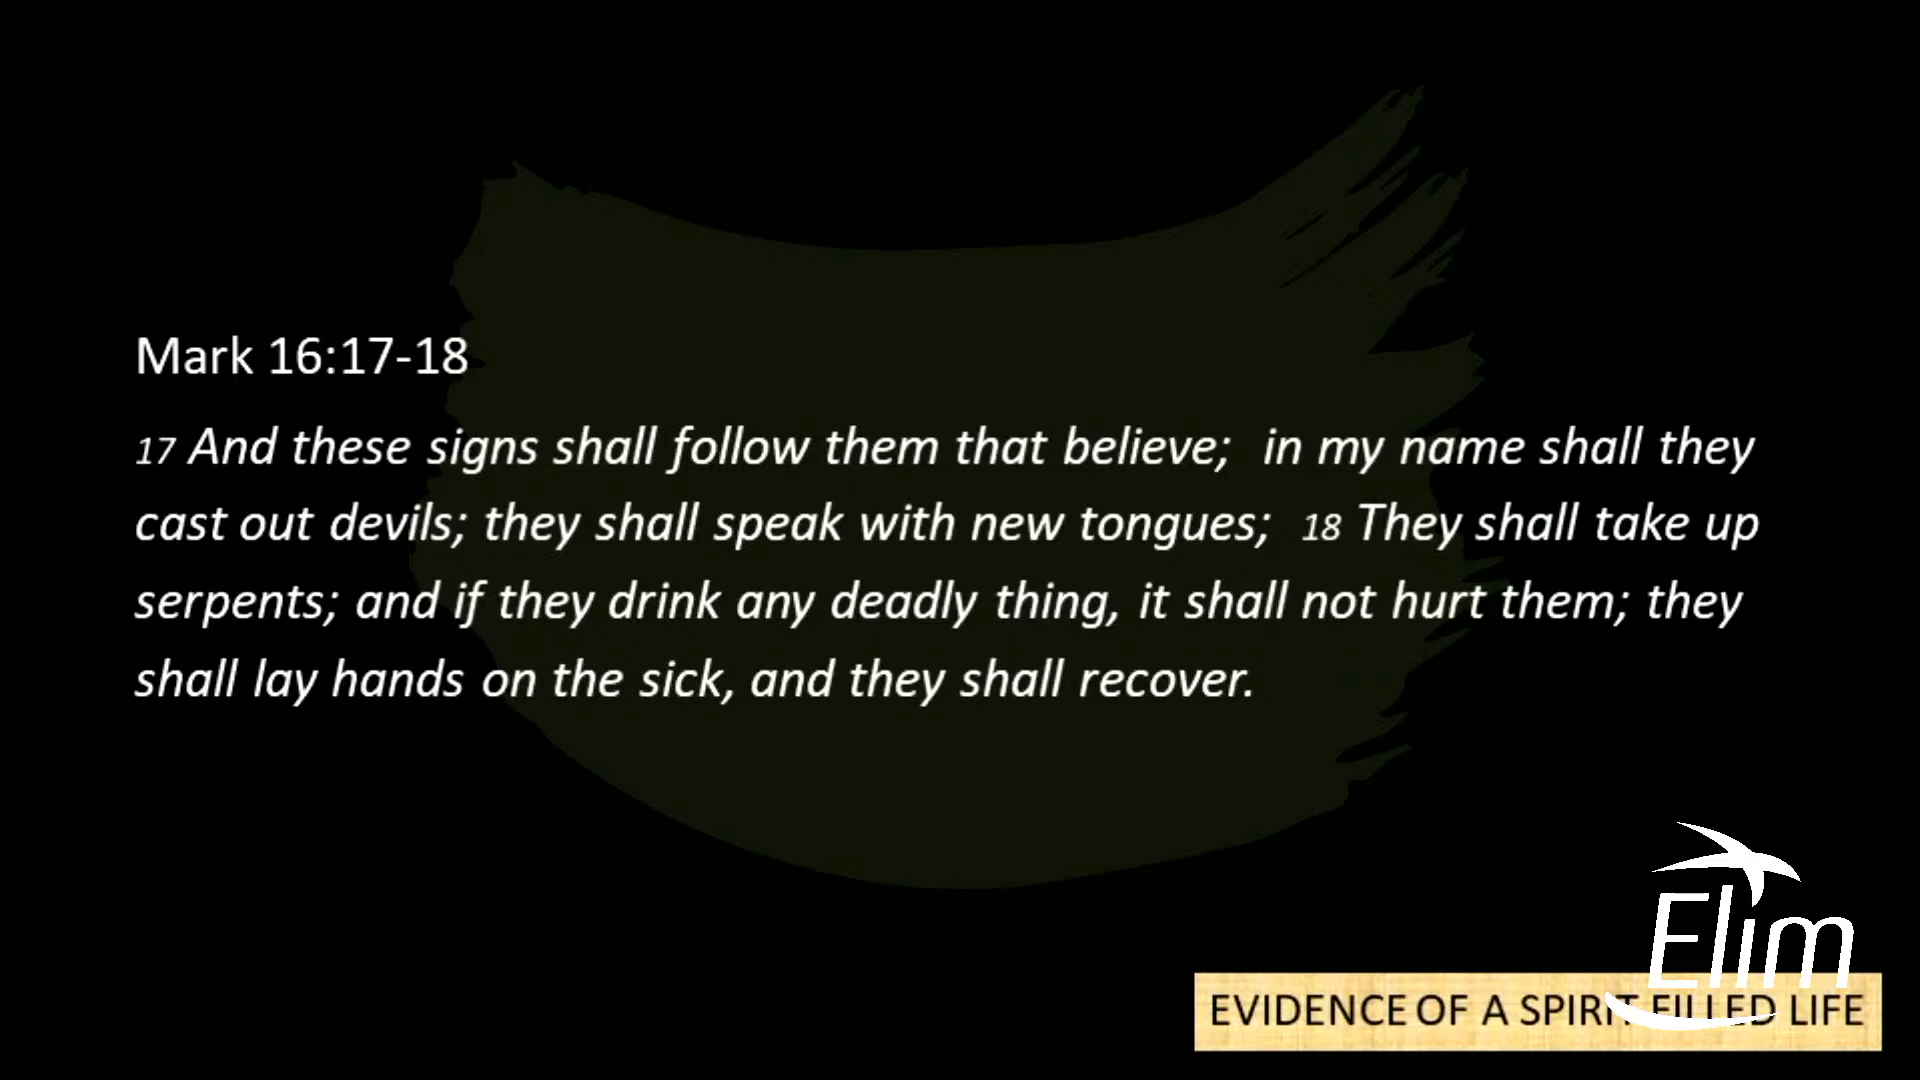 Mark 16:17-18
17 And these signs shall follow them that believe;  in my name shall they
cast out devils; they shall speak with new tongues;  18 They shall take up
serpents; and if they drink any deadly thing, it shall not hurt them; they
shall lay hands on the sick, and they shall recover.
Elim
EVIDENCE OF A SPIRIT FILLED LIFE